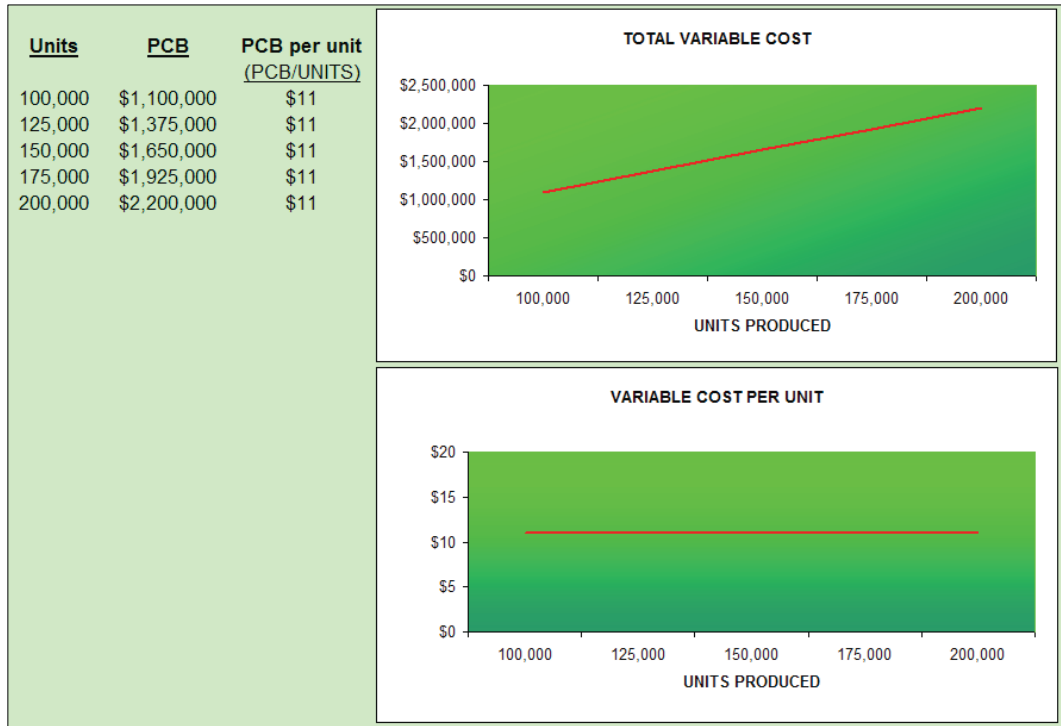 Units PCB PCB per unit
(PCB/UNITS)
100,000 $1,100,000 $11
125,000 $1,375,000 $11
150,000 $1,650,000 $11
175,000 $1,925,000 $11
200,000 $2,200,000 $11
TOTAL VARIABLE COST
$2,500,000
$2,000,000
$1,500,000
$1,000,000
$500,000
$0
100,000 125,000 150,000 175,000 200,000
UNITS PRODUCED
VARIABLE COST PER UNIT
$20
$15
$10
$5
$0
100,000 125,000 150,000 175,000 200,000
UNITS PRODUCED